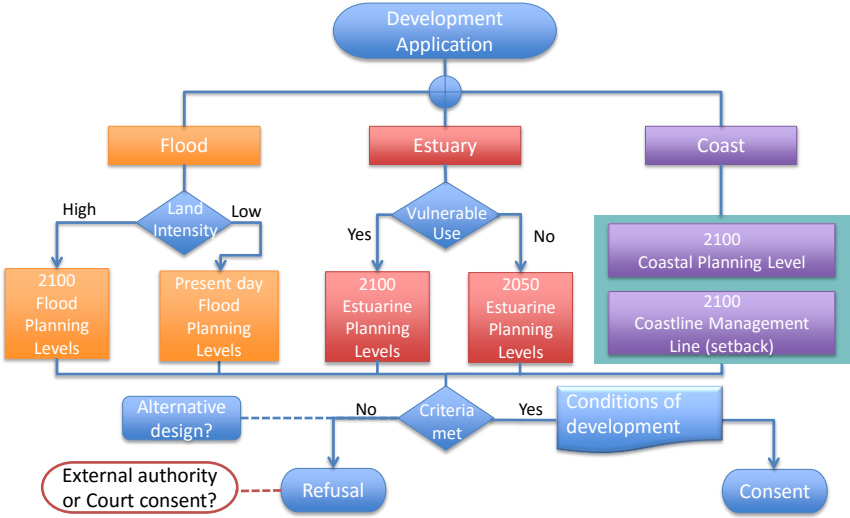 Development
Application
Flood
Estuary
Coast
High
Land
Intensity
Low
Vulnerable
Use
Yes
No
2100
Flood
Planning
Levels
Present day
Flood
Planning
Levels
2100
Estuarine
Planning
Levels
2050
Estuarine
Planning
Levels
2100
Coastal Planning Level
2100
Coastline Management
Line (setback)
Alternative
design?
No
Criteria
met
Yes
Conditions of
development
External authority
or Court consent?
Refusal
Consent